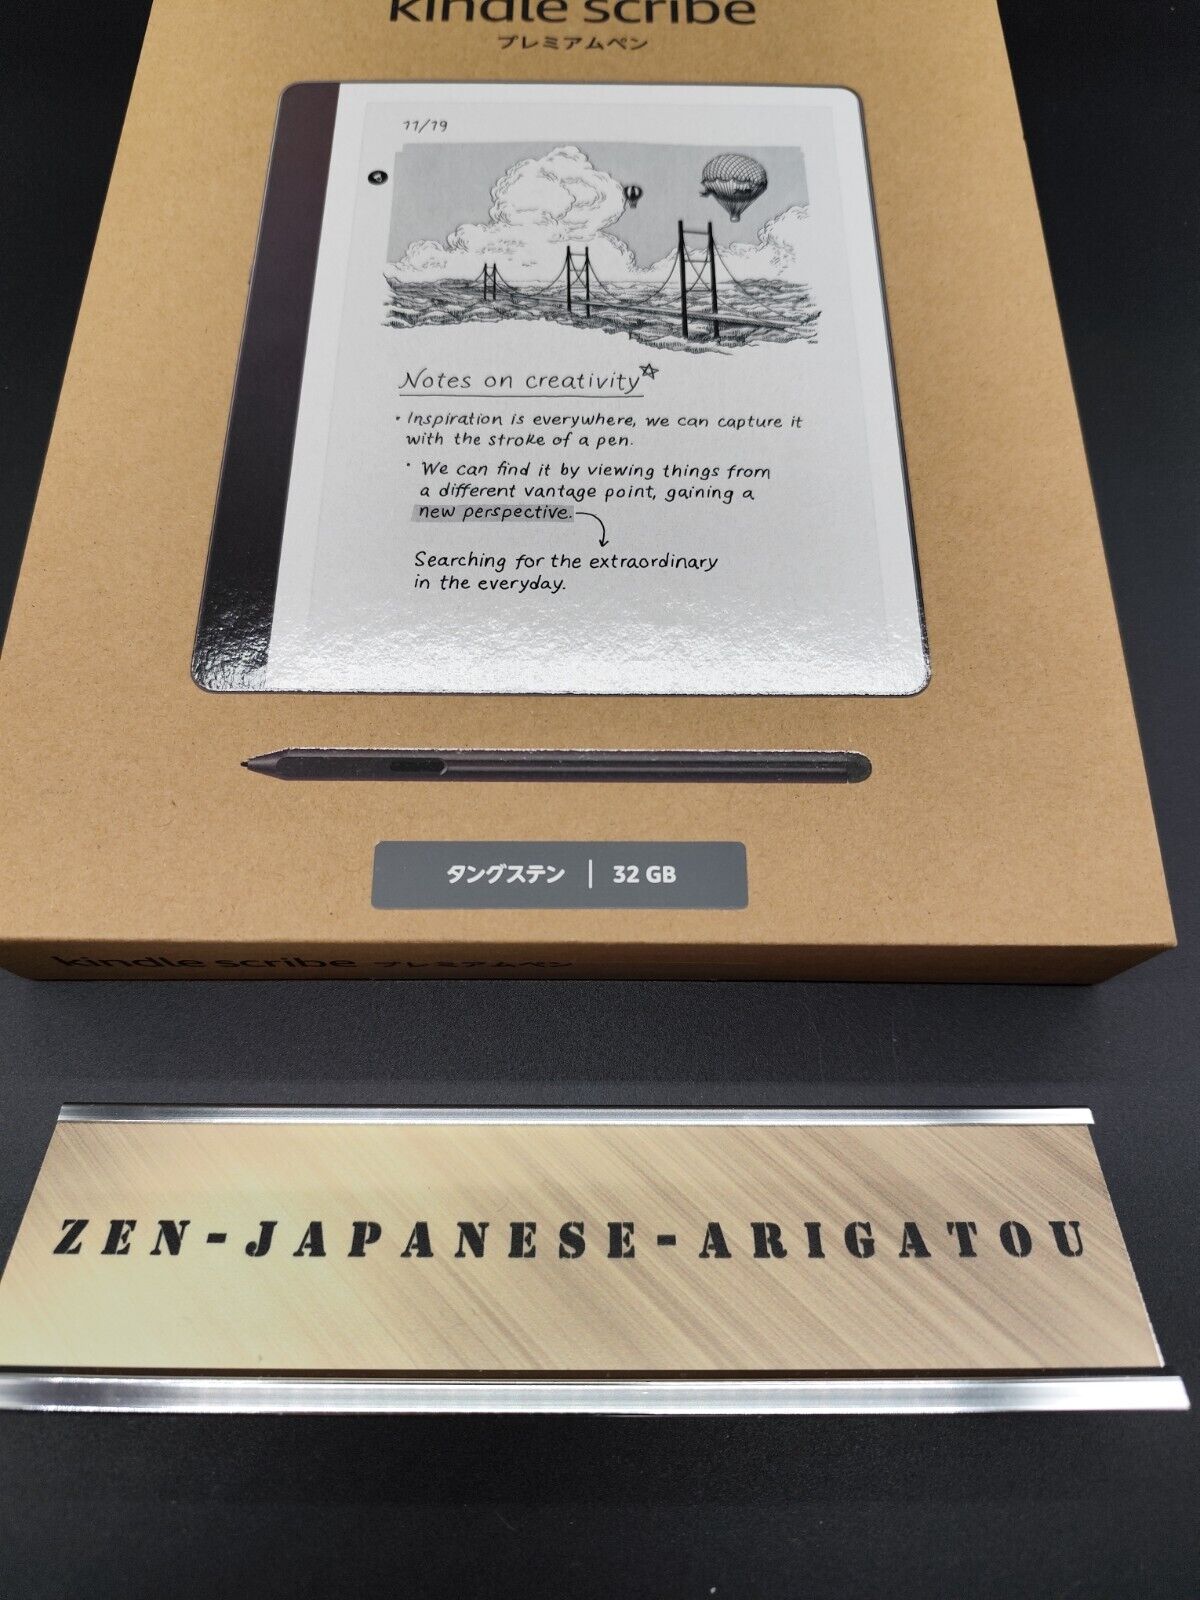 kindle scribe
プレミアムペン
11/19
Notes on creativity
• Inspiration is everywhere, we can capture it
with the stroke of a pen.
• We can find it by viewing things from
a different vantage point, gaining a
new perspective.
Searching for the extraordinary
in the everyday.
タングステン | 32 GB
kindle scribe プレミアムペン
ZEN-JAPANESE-ARIGATOU